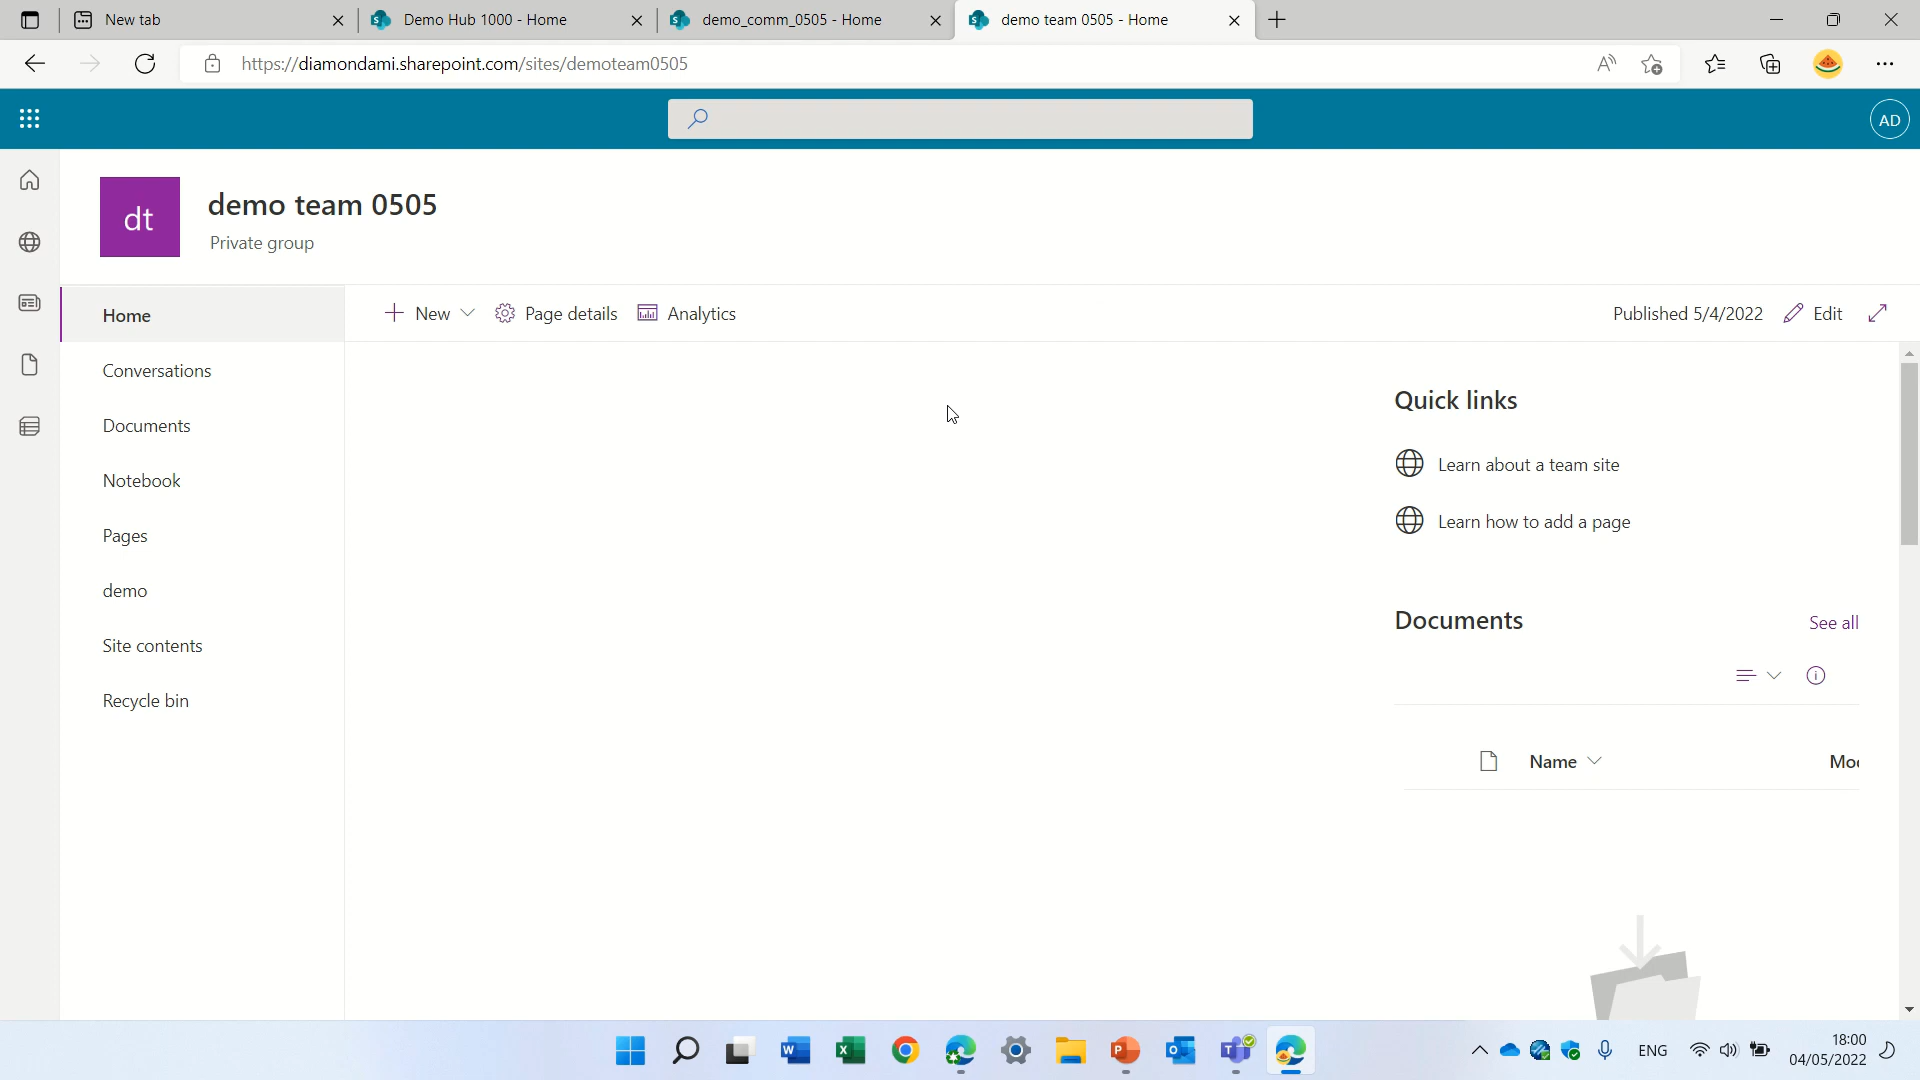 New tab
Demo Hub 1000 - Home
demo_comm_0505 - Home
demo team 0505 - Home
https://diamondami.sharepoint.com/sites/demoteam0505
AD
dt
demo team 0505
Private group
Home
New
Page details
Analytics
Published 5/4/2022
Edit
Conversations
Documents
Notebook
Pages
demo
Site contents
Recycle bin
Quick links
Learn about a team site
Learn how to add a page
Documents
See all
Name
Mo
ENG
18:00
04/05/2022